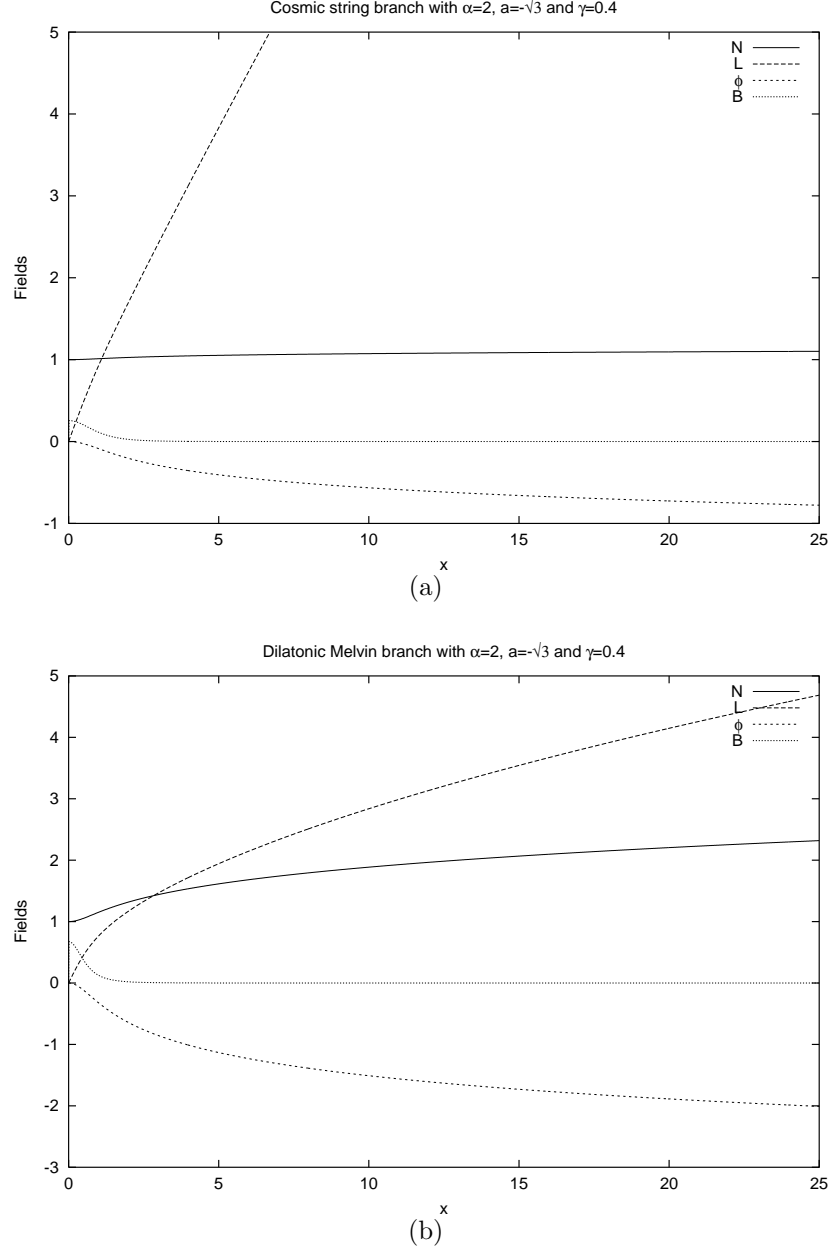 Cosmic string branch with α=2, a=-√3 and γ=0.4
N
L
ϕ
B
5
4
3
2
1
0
-1
Fields
0 5 10 15 20 25
x
(a)
Dilatonic Melvin branch with α=2, a=-√3 and γ=0.4
N
L
ϕ
B
5
4
3
2
1
0
-1
-2
-3
Fields
0 5 10 15 20 25
x
(b)